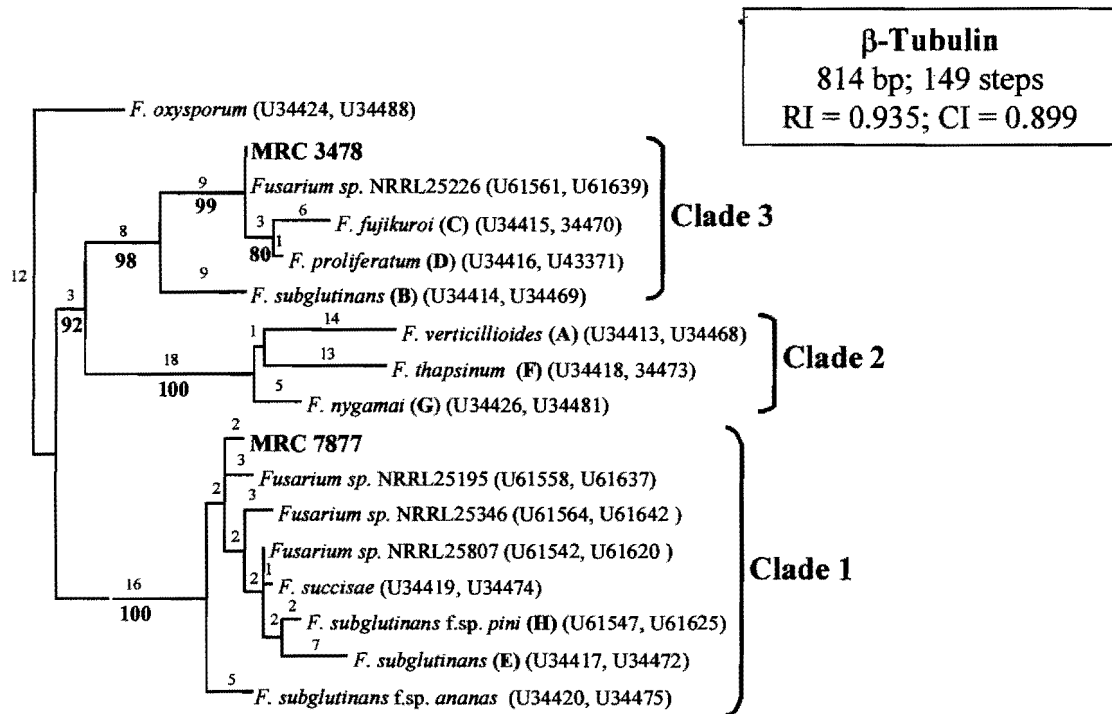 β-Tubulin
814 bp; 149 steps
RI = 0.935; CI = 0.899
12
F. oxysporum (U34424, U34488)
MRC 3478
9
99
Fusarium sp. NRRL25226 (U61561, U61639)
Clade 3
3
6
F. fujikuroi (C) (U34415, 34470)
8
98
80
1
F. proliferatum (D) (U34416, U43371)
9
F. subglutinans (B) (U34414, U34469)
3
92
1
14
F. verticillioides (A) (U34413, U34468)
18
100
13
F. thapsinum (F) (U34418, 34473)
Clade 2
5
F. nygamai (G) (U34426, U34481)
2
MRC 7877
2
3
Fusarium sp. NRRL25195 (U61558, U61637)
3
Fusarium sp. NRRL25346 (U61564, U61642 )
2
Fusarium sp. NRRL25807 (U61542, U61620 )
Clade 1
16
100
2
1
F. succisae (U34419, U34474)
2
2
F. subglutinans f.sp. pini (H) (U61547, U61625)
7
F. subglutinans (E) (U34417, U34472)
5
F. subglutinans f.sp. ananas (U34420, U34475)